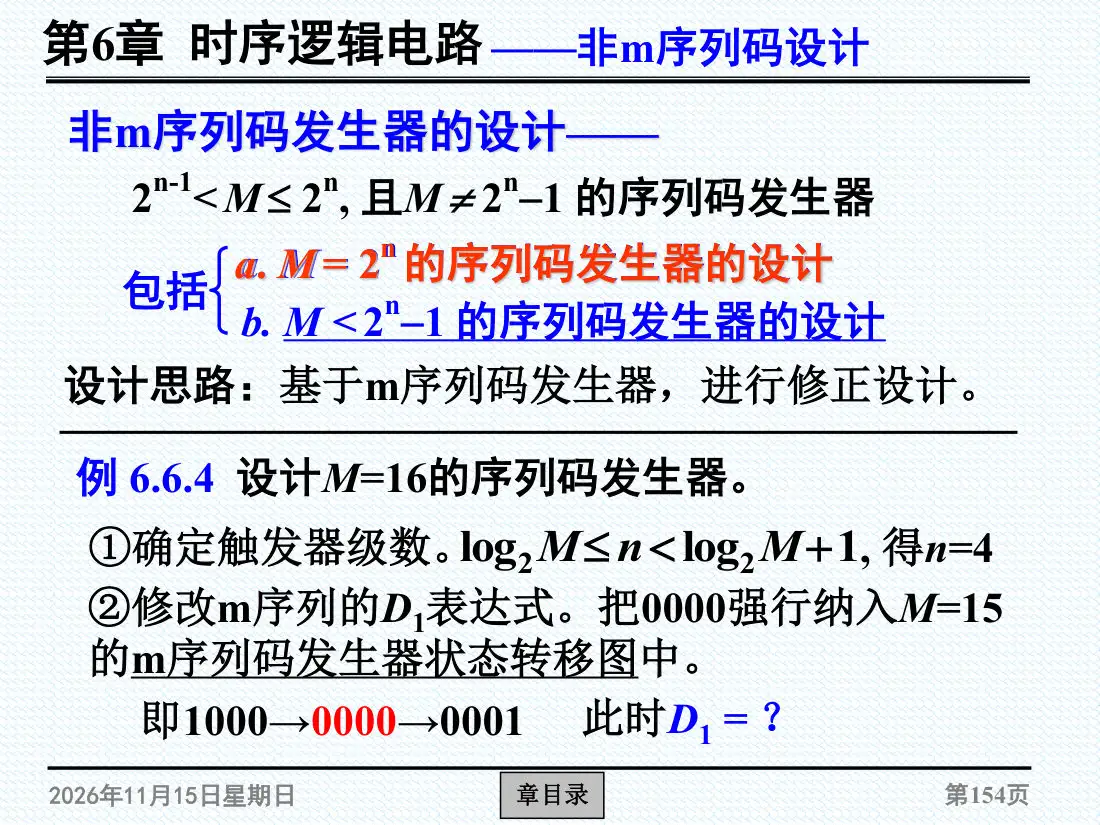 第6章 时序逻辑电路——非m序列码设计
非m序列码发生器的设计——
2ⁿ⁻¹<M≤2ⁿ, 且M≠2ⁿ–1 的序列码发生器
包括
a. M= 2ⁿ的序列码发生器的设计
b. M<2ⁿ–1 的序列码发生器的设计
设计思路：基于m序列码发生器，进行修正设计。
例 6.6.4 设计M=16的序列码发生器。
①确定触发器级数。log₂M≤n<log₂M+1, 得n=4
②修改m序列的D₁表达式。把0000强行纳入M=15
的m序列码发生器状态转移图中。
即1000→0000→0001 此时D₁ = ？
2026年11月15日星期日
章目录
第154页